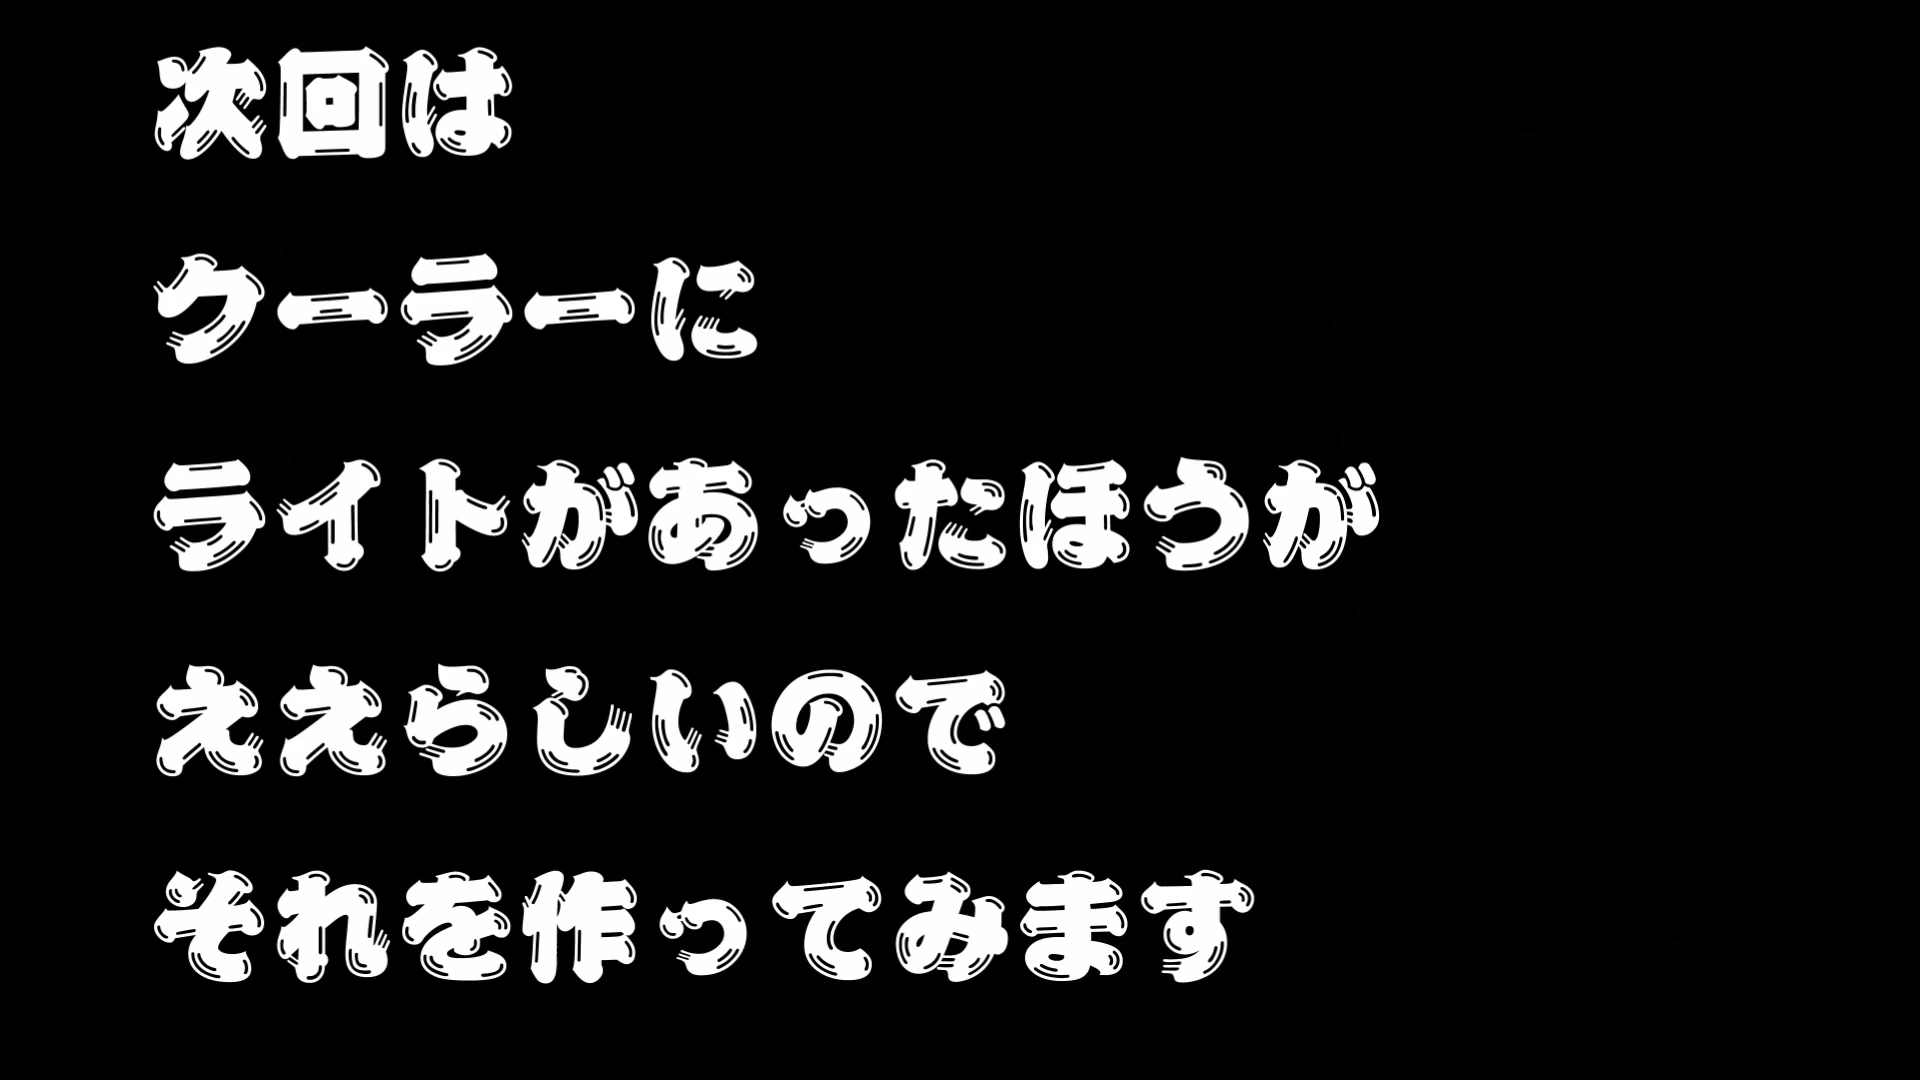 次回は
クーラーに
ライトがあったほうが
ええらしいので
それを作ってみます